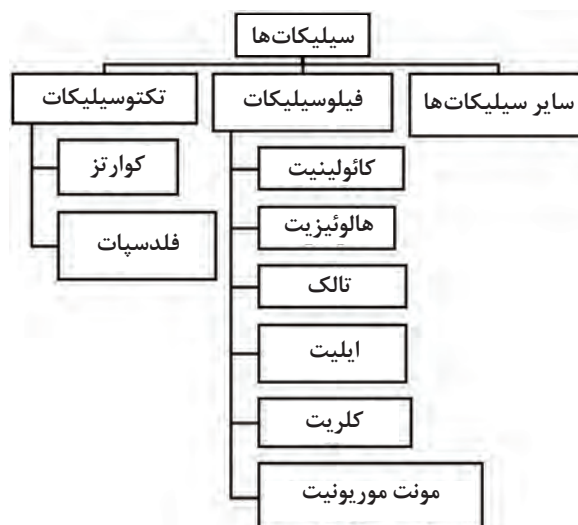 سیلیکات‌ها
سایر سیلیکات‌ها
فیلوسیلیکات
کائولینیت
هالوئیزیت
تالک
ایلیت
کلریت
مونت موریونیت
تکتوسیلیکات
کوارتز
فلدسپات